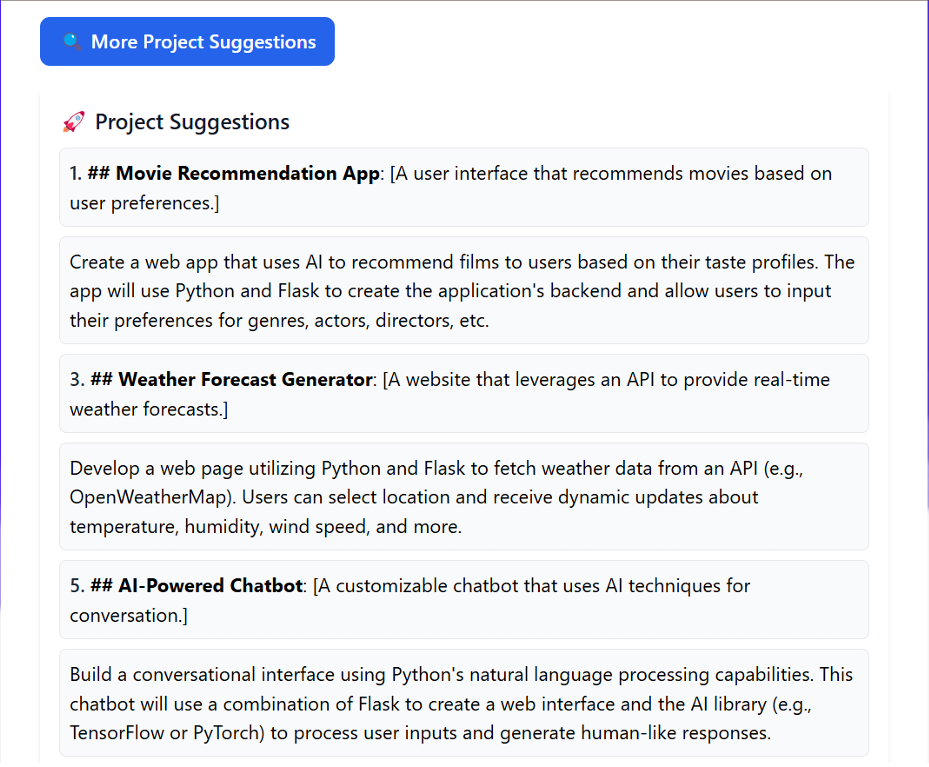 More Project Suggestions
Project Suggestions
1. ## Movie Recommendation App: [A user interface that recommends movies based on
user preferences.]
Create a web app that uses AI to recommend films to users based on their taste profiles. The
app will use Python and Flask to create the application's backend and allow users to input
their preferences for genres, actors, directors, etc.
3. ## Weather Forecast Generator: [A website that leverages an API to provide real-time
weather forecasts.]
Develop a web page utilizing Python and Flask to fetch weather data from an API (e.g.,
OpenWeatherMap). Users can select location and receive dynamic updates about
temperature, humidity, wind speed, and more.
5. ## AI-Powered Chatbot: [A customizable chatbot that uses AI techniques for
conversation.]
Build a conversational interface using Python's natural language processing capabilities. This
chatbot will use a combination of Flask to create a web interface and the AI library (e.g.,
TensorFlow or PyTorch) to process user inputs and generate human-like responses.